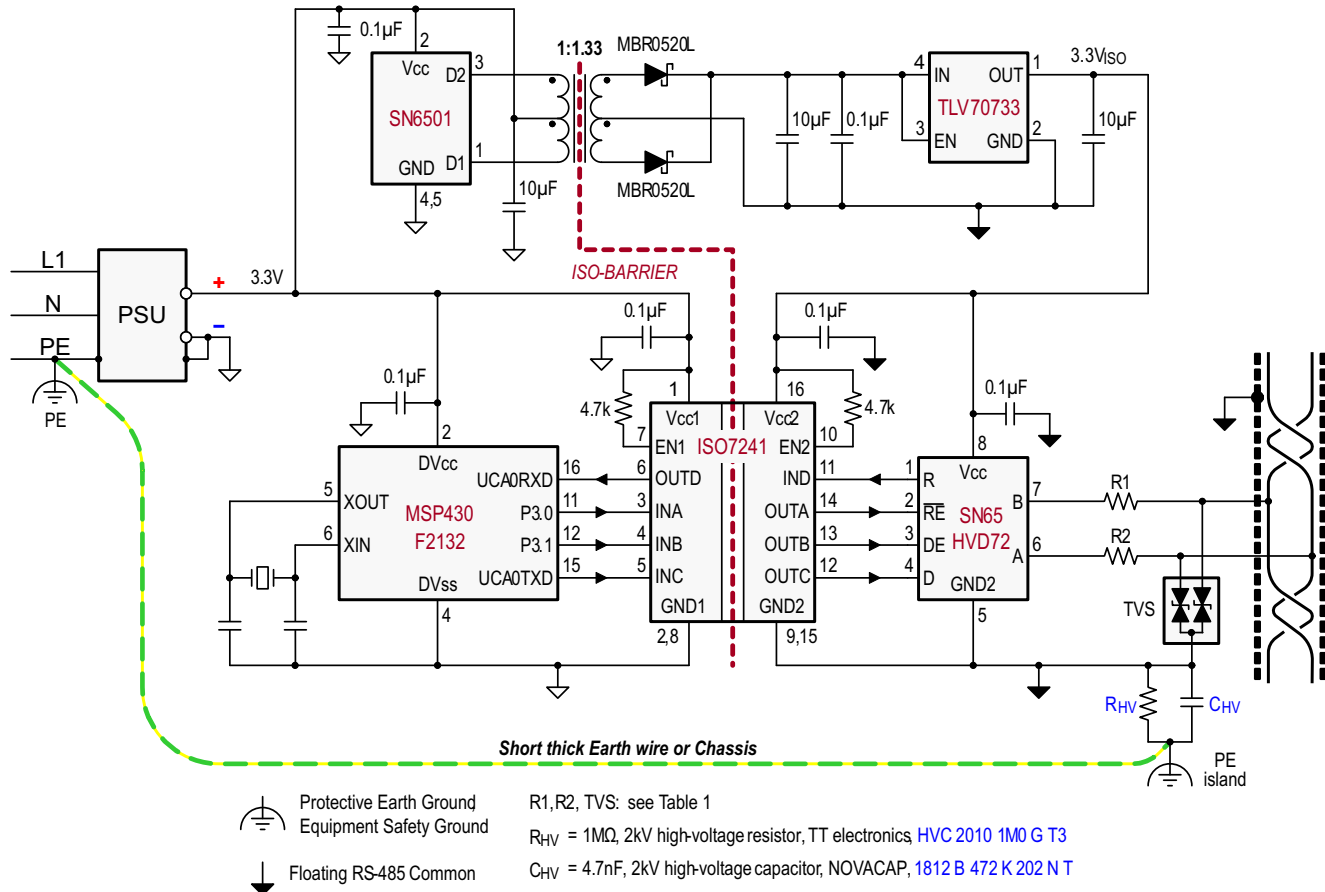 0.1µF
2
Vcc
D2
3
SN6501
D1
1
GND
4,5
10µF
1:1.33
MBR0520L
MBR0520L
10µF
0.1µF
4
IN
OUT
1
TLV70733
3
EN
GND
2
3.3VISO
10µF
ISO-BARRIER
L1
N
PE
PSU
+
–
3.3V
PE
0.1µF
2
DVcc
5
XOUT
6
XIN
MSP430
F2132
UCA0RXD
16
P3.0
11
P3.1
12
UCA0TXD
15
DVss
4
0.1µF
4.7k
1
Vcc1
7
EN1
6
OUTD
3
INA
4
INB
5
INC
GND1
2,8
ISO7241
0.1µF
4.7k
16
Vcc2
EN2
10
IND
11
OUTA
14
OUTB
13
OUTC
12
GND2
9,15
0.1µF
8
Vcc
1
R
2
RE
3
DE
4
D
SN65
HVD72
B
7
A
6
GND2
5
R1
R2
TVS
RHV
CHV
PE
island
Short thick Earth wire or Chassis
Protective Earth Ground
Equipment Safety Ground
Floating RS-485 Common
R1,R2, TVS: see Table 1
RHV = 1MΩ, 2kV high-voltage resistor, TT electronics, HVC 2010 1M0 G T3
CHV = 4.7nF, 2kV high-voltage capacitor, NOVACAP, 1812 B 472 K 202 N T